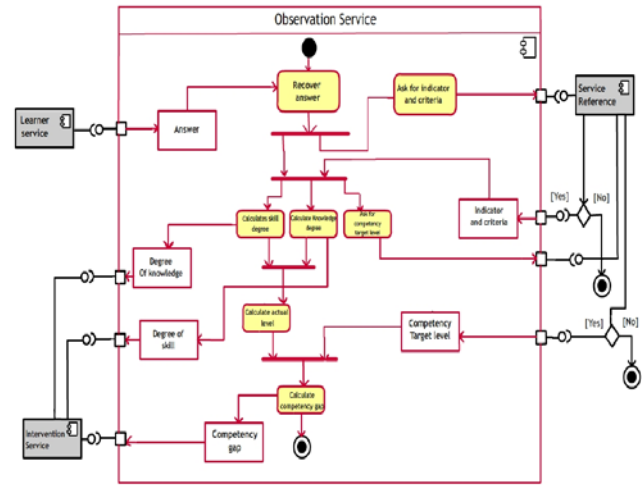 Observation Service
Recover
answer
Ask for indicator
and criteria
Service
Reference
Learner
service
Answer
[Yes]
[No]
Indicator
and criteria
Calculates skill
degree
Calculate Knowledge
degree
Ask for
competency
target level
Degree
Of knowledge
Calculate actual
level
Degree of
skill
Competency
Target level
[Yes]
[No]
Calculate
competency gap
Intervention
Service
Competency
gap